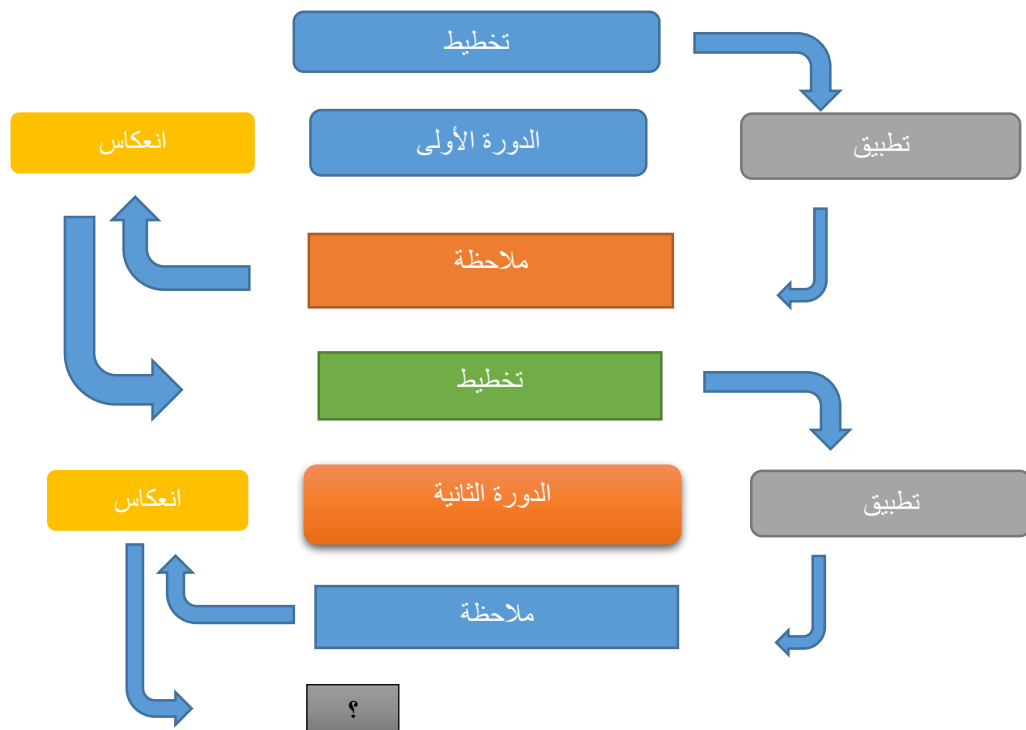 تخطيط
انعكاس
الدورة الأولى
تطبيق
ملاحظة
تخطيط
انعكاس
الدورة الثانية
تطبيق
ملاحظة
؟